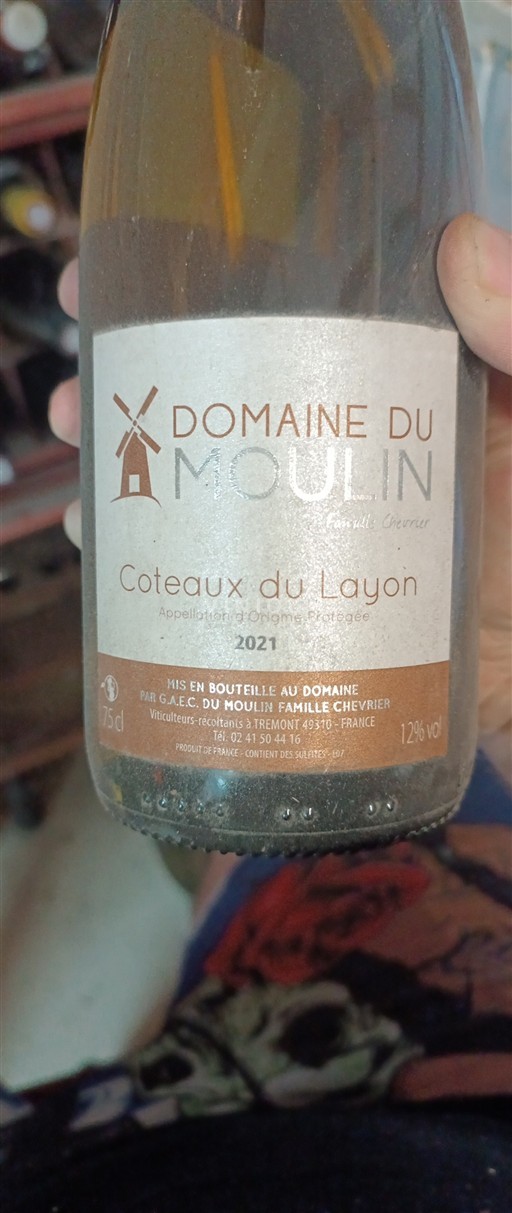 DOMAINE DU
MOULIN
Famille Chevrier
Coteaux du Layon
Appellation d'Origine Protégée
2021
MIS EN BOUTEILLE AU DOMAINE
PAR G.A.E.C. DU MOULIN FAMILLE CHEVRIER
Viticulteurs-récoltants à TREMONT 49310 - FRANCE
Tél. 02 41 50 44 16
75cl
12% vol
PRODUIT DE FRANCE - CONTIENT DES SULFITES - L07